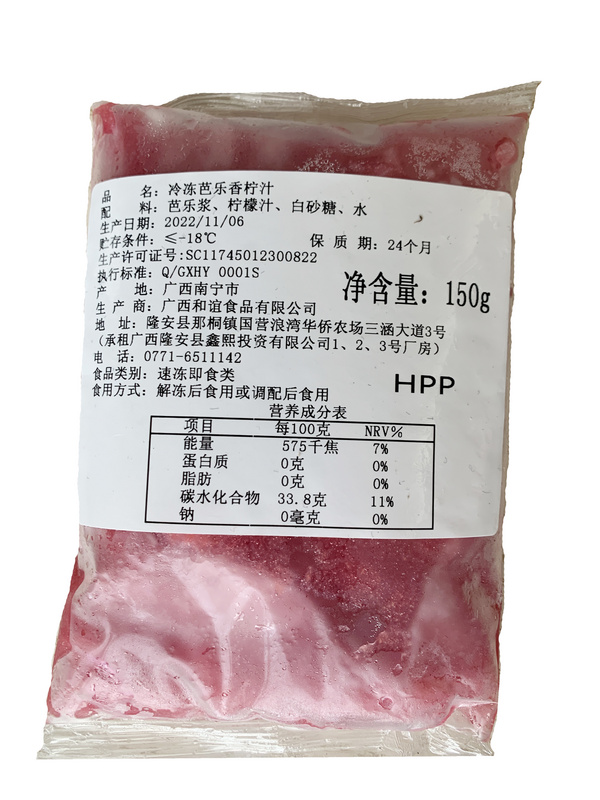 品 名: 冷冻芭乐香柠汁
配 料: 芭乐浆、柠檬汁、白砂糖、水
生产日期: 2022/11/06
贮存条件: ≤-18℃ 保 质 期: 24个月
生产许可证号:SC11745012300822
执行标准: Q/GXHY 0001S
产 地: 广西南宁市
净含量: 150g
生 产 商: 广西和谊食品有限公司
地 址: 隆安县那桐镇国营浪湾华侨农场三涵大道3号
(承租广西隆安县鑫熙投资有限公司1、2、3号厂房)
电 话: 0771-6511142
食品类别: 速冻即食类
食用方式: 解冻后食用或调配后食用
HPP
营养成分表
项目 每100克 NRV%
能量 575千焦 7%
蛋白质 0克 0%
脂肪 0克 0%
碳水化合物 33.8克 11%
钠 0毫克 0%